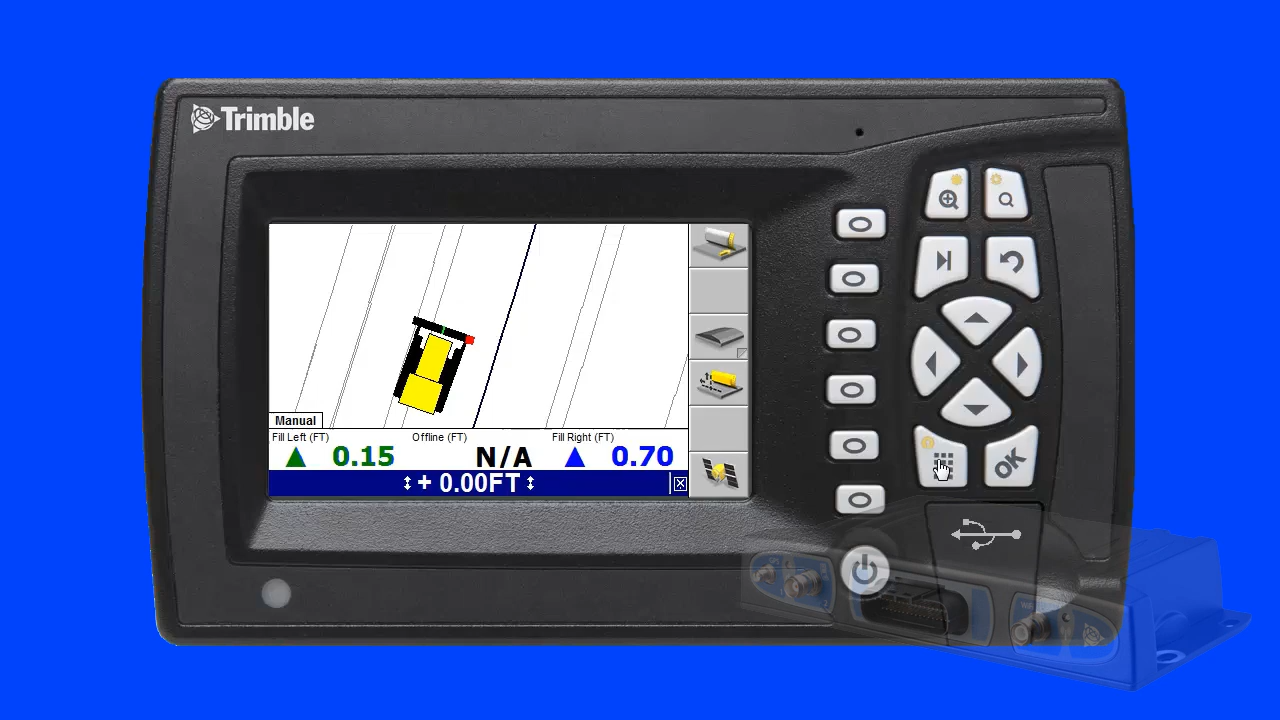 Trimble
Manual
Fill Left (FT)
Offline (FT)
Fill Right (FT)
0.15
N/A
0.70
+ 0.00FT
OK